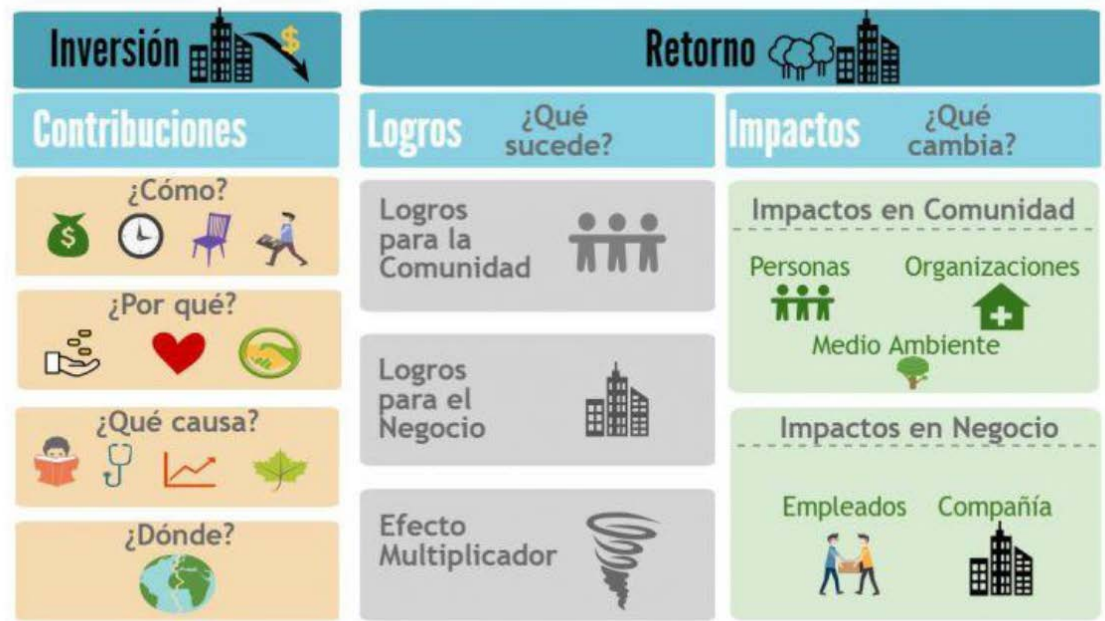 Inversión
$
Retorno
Contribuciones
Logros
¿Qué
sucede?
Impactos
¿Qué
cambia?
¿Cómo?
$
¿Por qué?
¿Qué causa?
¿Dónde?
Logros
para la
Comunidad
Logros
para el
Negocio
Efecto
Multiplicador
Impactos en Comunidad
Personas
Organizaciones
Medio Ambiente
Impactos en Negocio
Empleados
Compañía